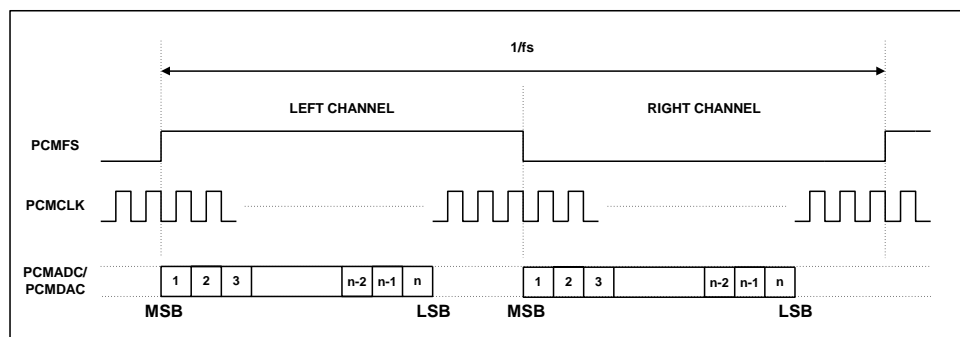 1/fs
LEFT CHANNEL RIGHT CHANNEL
PCMFS
PCMCLK
PCMADC/
PCMDAC
1 2 3 n-2 n-1 n 1 2 3 n-2 n-1 n
MSB LSB MSB LSB